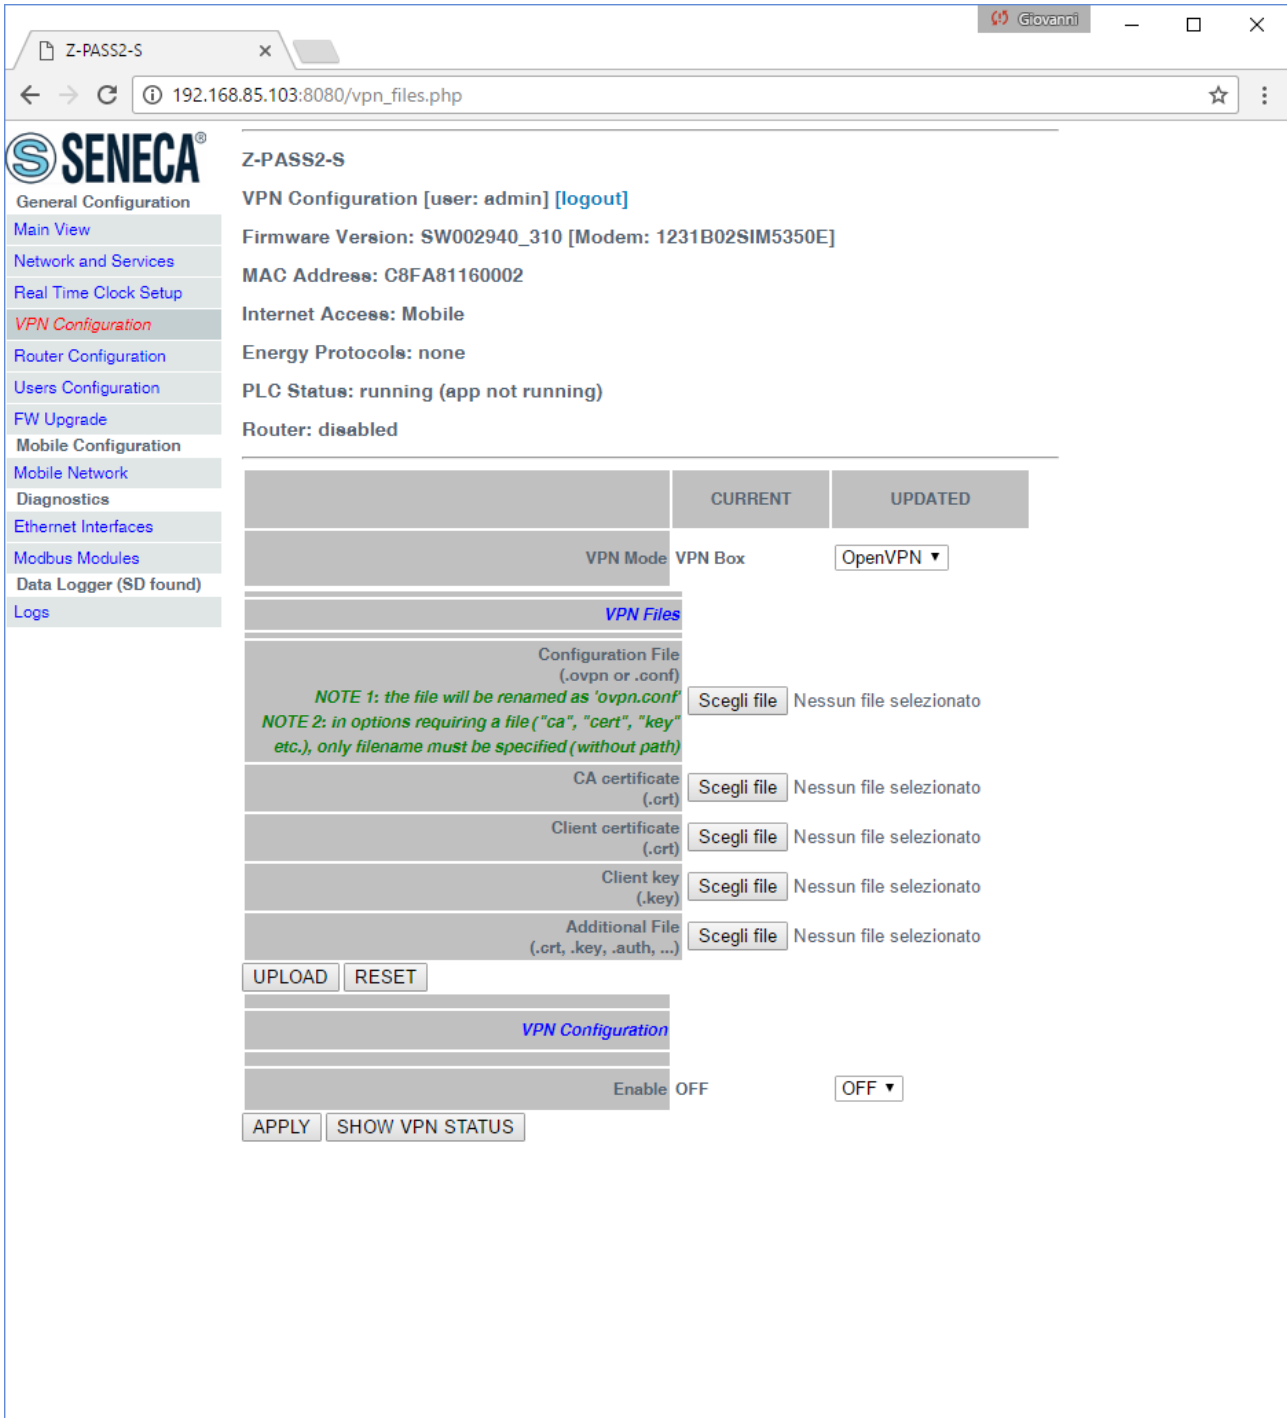 Giovanni
Z-PASS2-S
192.168.85.103:8080/vpn_files.php
SENECA®
General Configuration
Main View
Network and Services
Real Time Clock Setup
VPN Configuration
Router Configuration
Users Configuration
FW Upgrade
Mobile Configuration
Mobile Network
Diagnostics
Ethernet Interfaces
Modbus Modules
Data Logger (SD found)
Logs
Z-PASS2-S
VPN Configuration [user: admin] [logout]
Firmware Version: SW002940_310 [Modem: 1231B02SIM5350E]
MAC Address: C8FA81160002
Internet Access: Mobile
Energy Protocols: none
PLC Status: running (app not running)
Router: disabled
CURRENT UPDATED
VPN Mode VPN Box OpenVPN
VPN Files
Configuration File
(.ovpn or .conf)
NOTE 1: the file will be renamed as 'ovpn.conf'
NOTE 2: in options requiring a file ("ca", "cert", "key"
etc.), only filename must be specified (without path)
Scegli file Nessun file selezionato
CA certificate
(.crt)
Scegli file Nessun file selezionato
Client certificate
(.crt)
Scegli file Nessun file selezionato
Client key
(.key)
Scegli file Nessun file selezionato
Additional File
(.crt, .key, .auth, ...)
Scegli file Nessun file selezionato
UPLOAD RESET
VPN Configuration
Enable OFF OFF
APPLY SHOW VPN STATUS